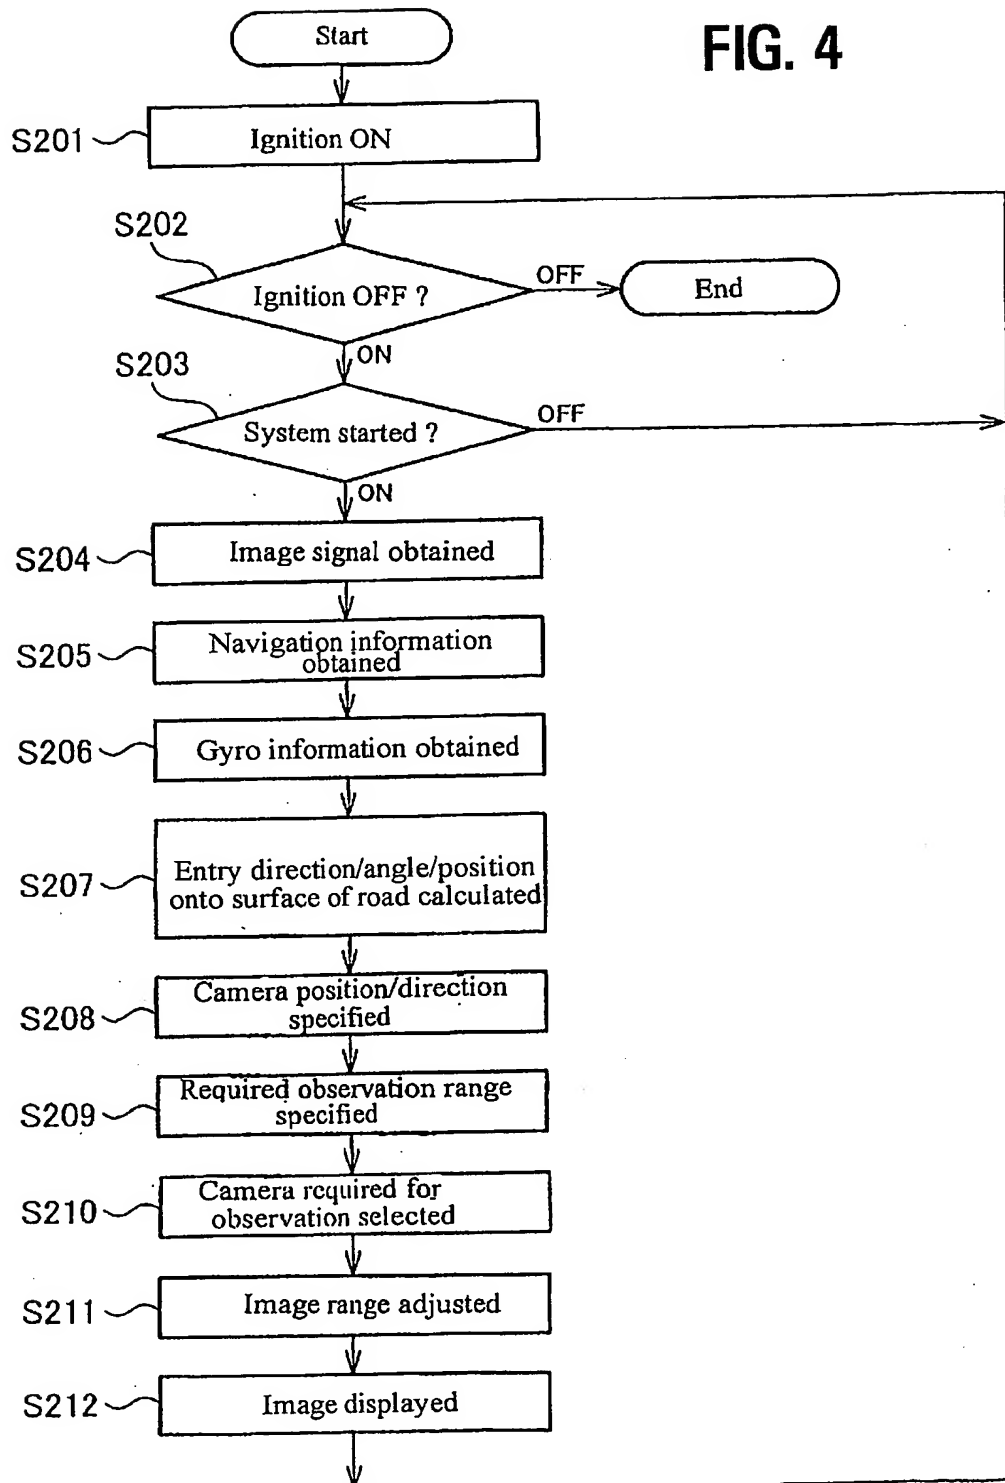 FIG. 4
Start
S201
Ignition ON
S202
Ignition OFF ?
OFF
End
ON
S203
System started ?
OFF
ON
S204
Image signal obtained
S205
Navigation information
obtained
S206
Gyro information obtained
S207
Entry direction/angle/position
onto surface of road calculated
S208
Camera position/direction
specified
S209
Required observation range
specified
S210
Camera required for
observation selected
S211
Image range adjusted
S212
Image displayed